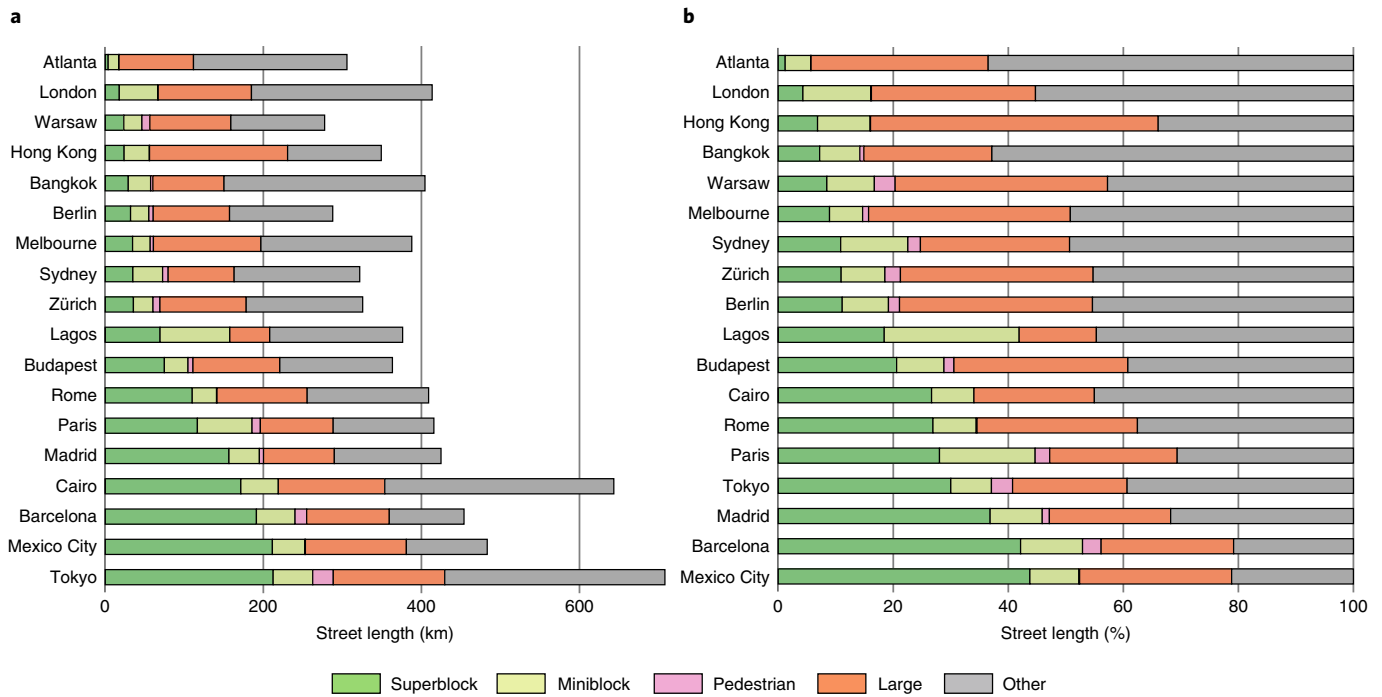 a
Atlanta
London
Warsaw
Hong Kong
Bangkok
Berlin
Melbourne
Sydney
Zürich
Lagos
Budapest
Rome
Paris
Madrid
Cairo
Barcelona
Mexico City
Tokyo
0 200 400 600
Street length (km)
b
Atlanta
London
Hong Kong
Bangkok
Warsaw
Melbourne
Sydney
Zürich
Berlin
Lagos
Budapest
Cairo
Rome
Paris
Tokyo
Madrid
Barcelona
Mexico City
0 20 40 60 80 100
Street length (%)
Superblock Miniblock Pedestrian Large Other